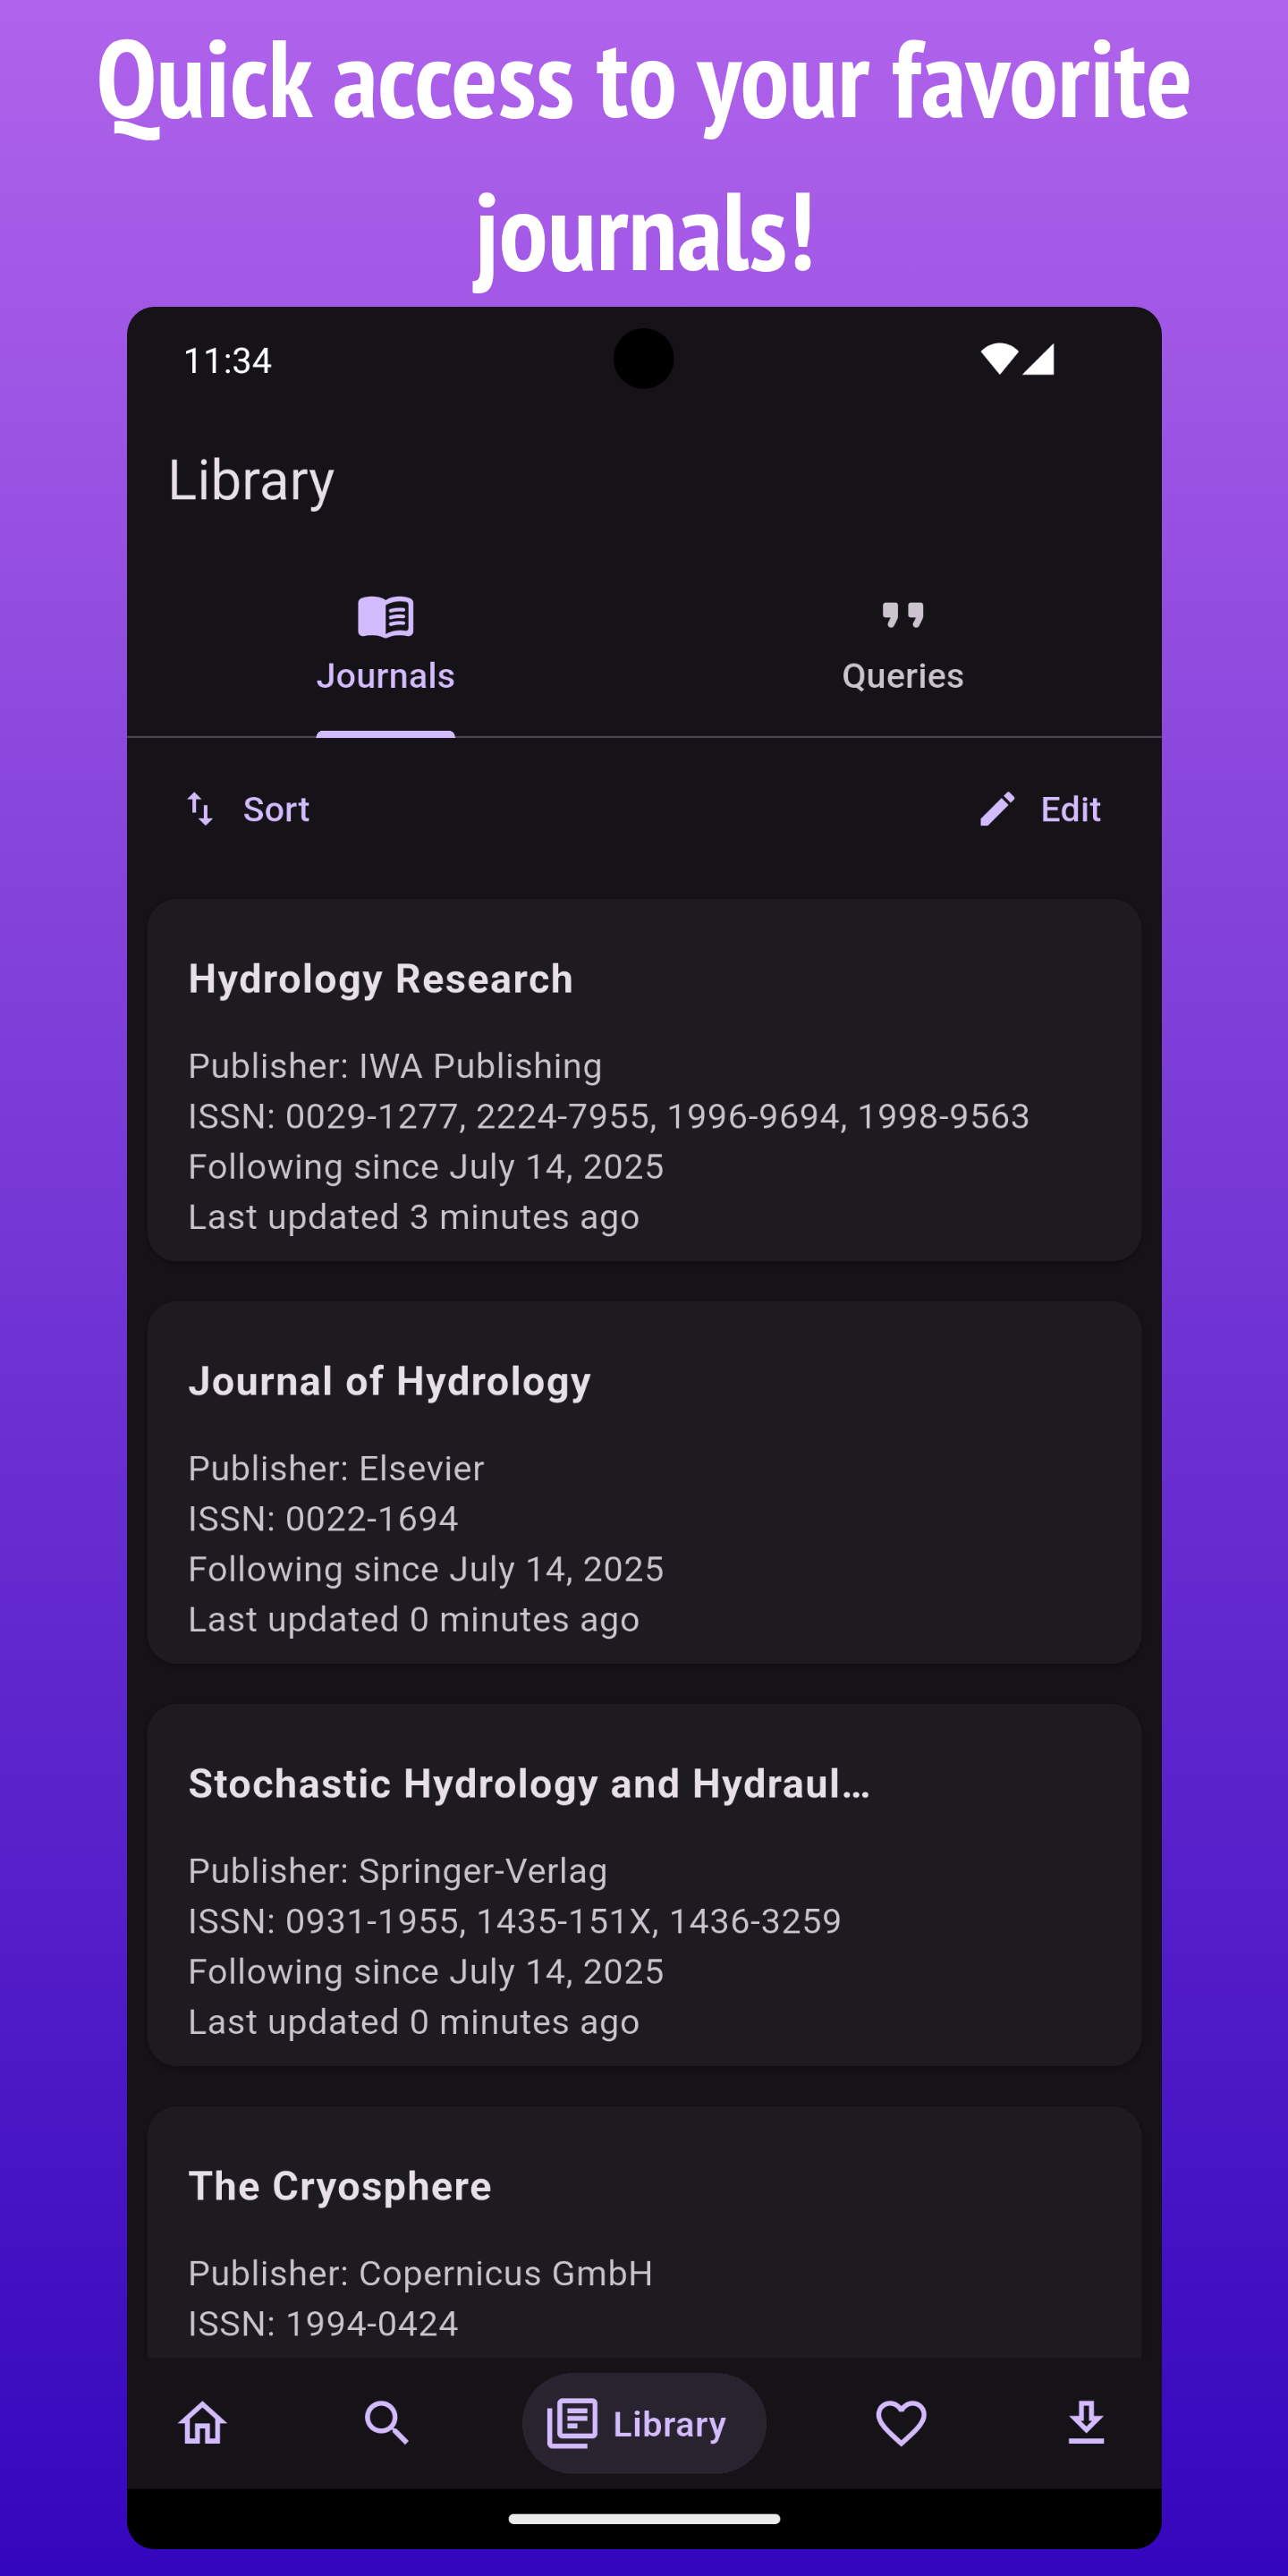 Quick access to your favorite
journals!
11:34
Library
Journals
Queries
Sort
Edit
Hydrology Research
Publisher: IWA Publishing
ISSN: 0029-1277, 2224-7955, 1996-9694, 1998-9563
Following since July 14, 2025
Last updated 3 minutes ago
Journal of Hydrology
Publisher: Elsevier
ISSN: 0022-1694
Following since July 14, 2025
Last updated 0 minutes ago
Stochastic Hydrology and Hydraul…
Publisher: Springer-Verlag
ISSN: 0931-1955, 1435-151X, 1436-3259
Following since July 14, 2025
Last updated 0 minutes ago
The Cryosphere
Publisher: Copernicus GmbH
ISSN: 1994-0424
Library